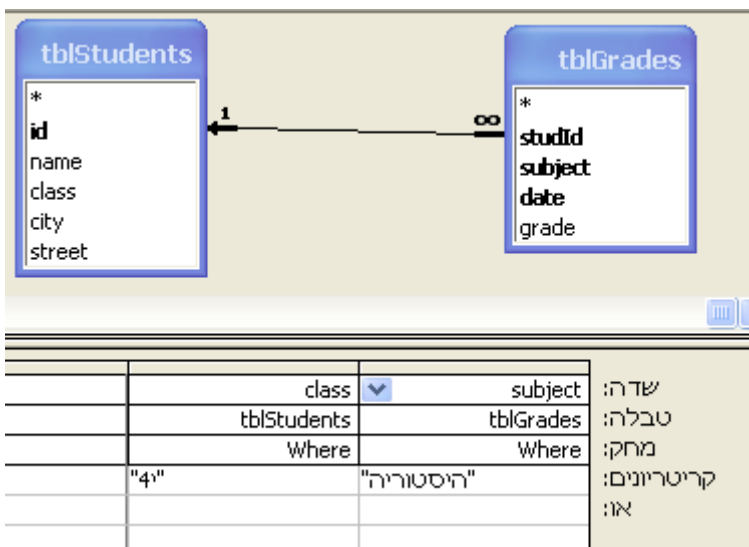 tblStudents
*
id
name
class
city
street
1
∞
tblGrades
*
studId
subject
date
grade
שדה: subject class
טבלה: tblGrades tblStudents
מחק: Where Where
קריטריונים: "היסטוריה" "י4"
או: